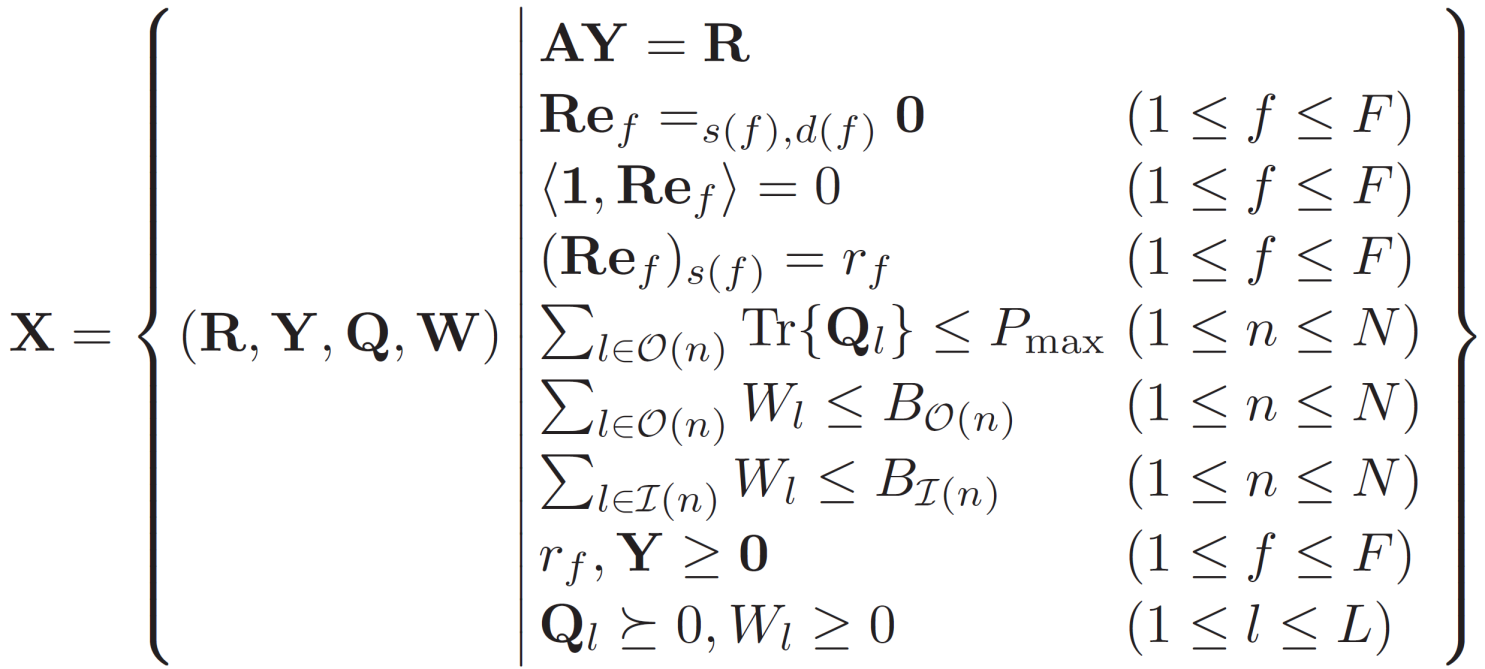 AY = R
Re_f =_{s(f),d(f)} 0 (1 ≤ f ≤ F)
⟨1, Re_f⟩ = 0 (1 ≤ f ≤ F)
(Re_f)_{s(f)} = r_f (1 ≤ f ≤ F)
X = { (R, Y, Q, W) | ∑_{l∈𝒪(n)} Tr{Q_l} ≤ P_max (1 ≤ n ≤ N) }
∑_{l∈𝒪(n)} W_l ≤ B_{𝒪(n)} (1 ≤ n ≤ N)
∑_{l∈ℐ(n)} W_l ≤ B_{ℐ(n)} (1 ≤ n ≤ N)
r_f, Y ≥ 0 (1 ≤ f ≤ F)
Q_l ⪰ 0, W_l ≥ 0 (1 ≤ l ≤ L)